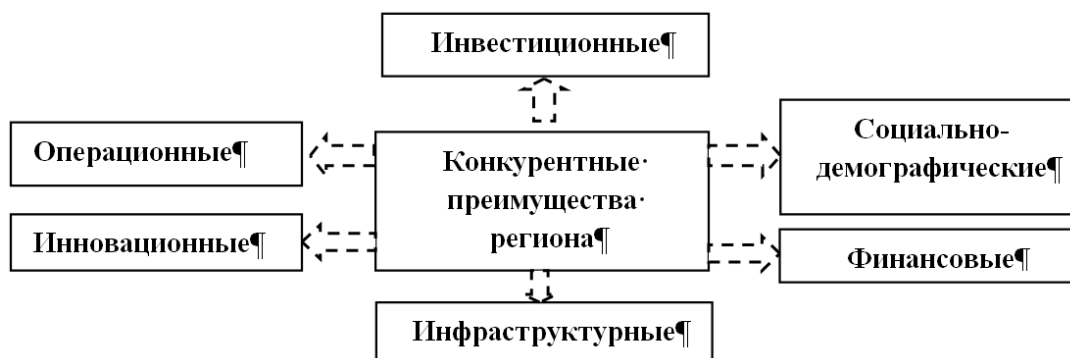 Инвестиционные¶
Операционные¶
Конкурентные·
преимущества·
региона¶
Социально-
демографические¶
Инновационные¶
Финансовые¶
Инфраструктурные¶